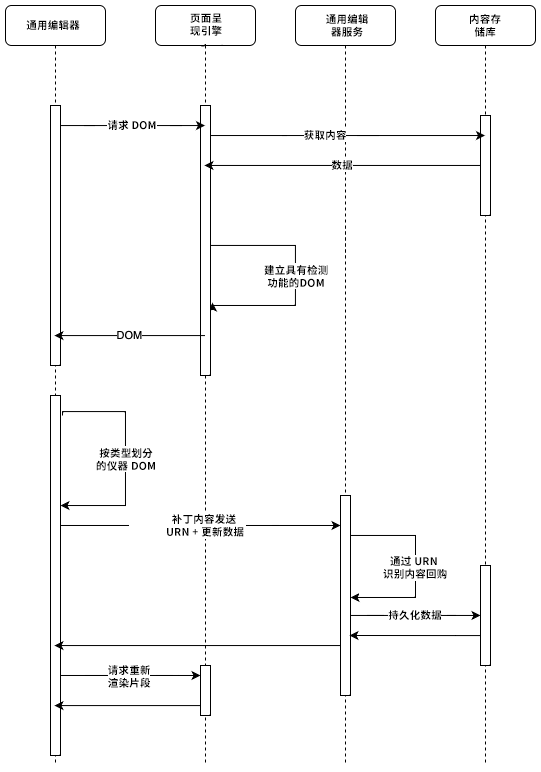 通用编辑器
页面呈
现引擎
通用编辑
器服务
内容存
储库
请求 DOM
获取内容
数据
建立具有检测
功能的DOM
DOM
按类型划分
的仪器 DOM
补丁内容发送
URN + 更新数据
通过 URN
识别内容回购
持久化数据
请求重新
渲染片段